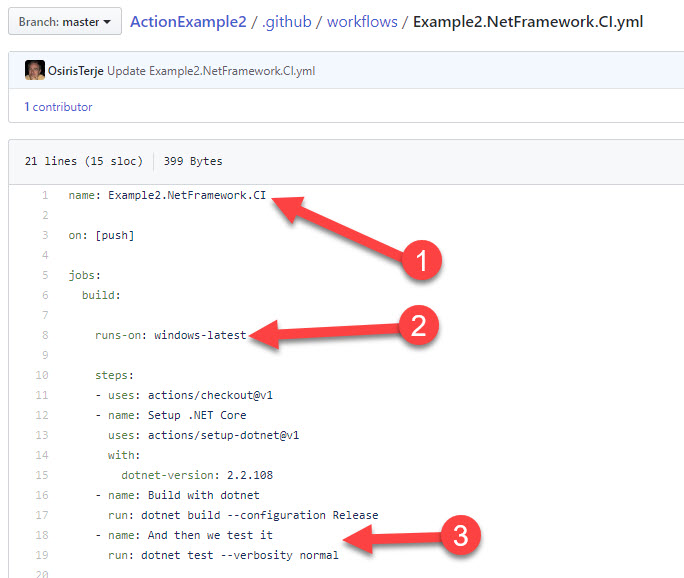 Branch: master ActionExample2 / .github / workflows / Example2.NetFramework.CI.yml
OsirisTerje Update Example2.NetFramework.CI.yml
1 contributor
21 lines (15 sloc) 399 Bytes
1 name: Example2.NetFramework.CI
1
2
3 on: [push]
4
5 jobs:
6 build:
7
2
8 runs-on: windows-latest
9
10 steps:
11 - uses: actions/checkout@v1
12 - name: Setup .NET Core
13 uses: actions/setup-dotnet@v1
14 with:
15 dotnet-version: 2.2.108
16 - name: Build with dotnet
17 run: dotnet build --configuration Release
18 - name: And then we test it
3
19 run: dotnet test --verbosity normal
20